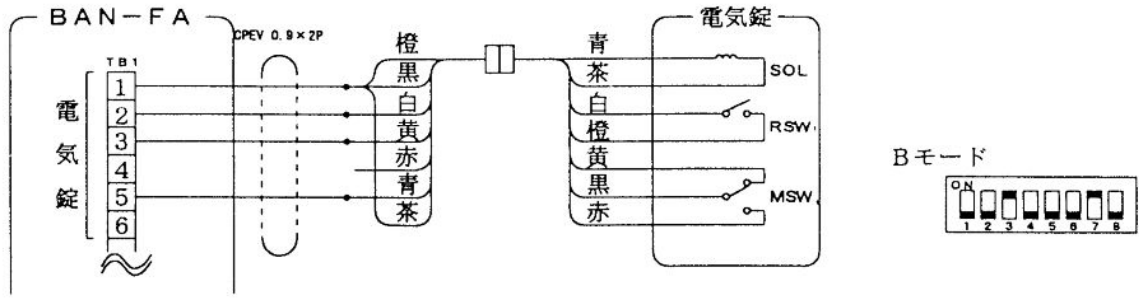 BAN-FA
電気錠
TB1
1
2
3
4
5
6
CPEV 0.9×2P
橙
黒
白
黄
赤
青
茶
電気錠
青
茶
白
橙
黄
黒
赤
SOL
RSW
MSW
Bモード
ON
1 2 3 4 5 6 7 8